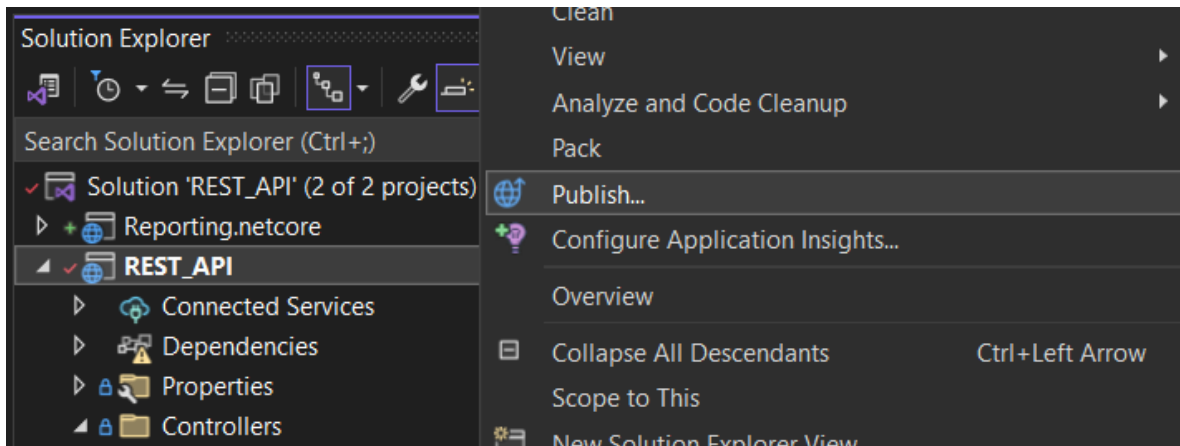 Solution Explorer
Search Solution Explorer (Ctrl+;)
Solution 'REST_API' (2 of 2 projects)
Reporting.netcore
REST_API
Connected Services
Dependencies
Properties
Controllers
Clean
View
Analyze and Code Cleanup
Pack
Publish...
Configure Application Insights...
Overview
Collapse All Descendants Ctrl+Left Arrow
Scope to This
New Solution Explorer View